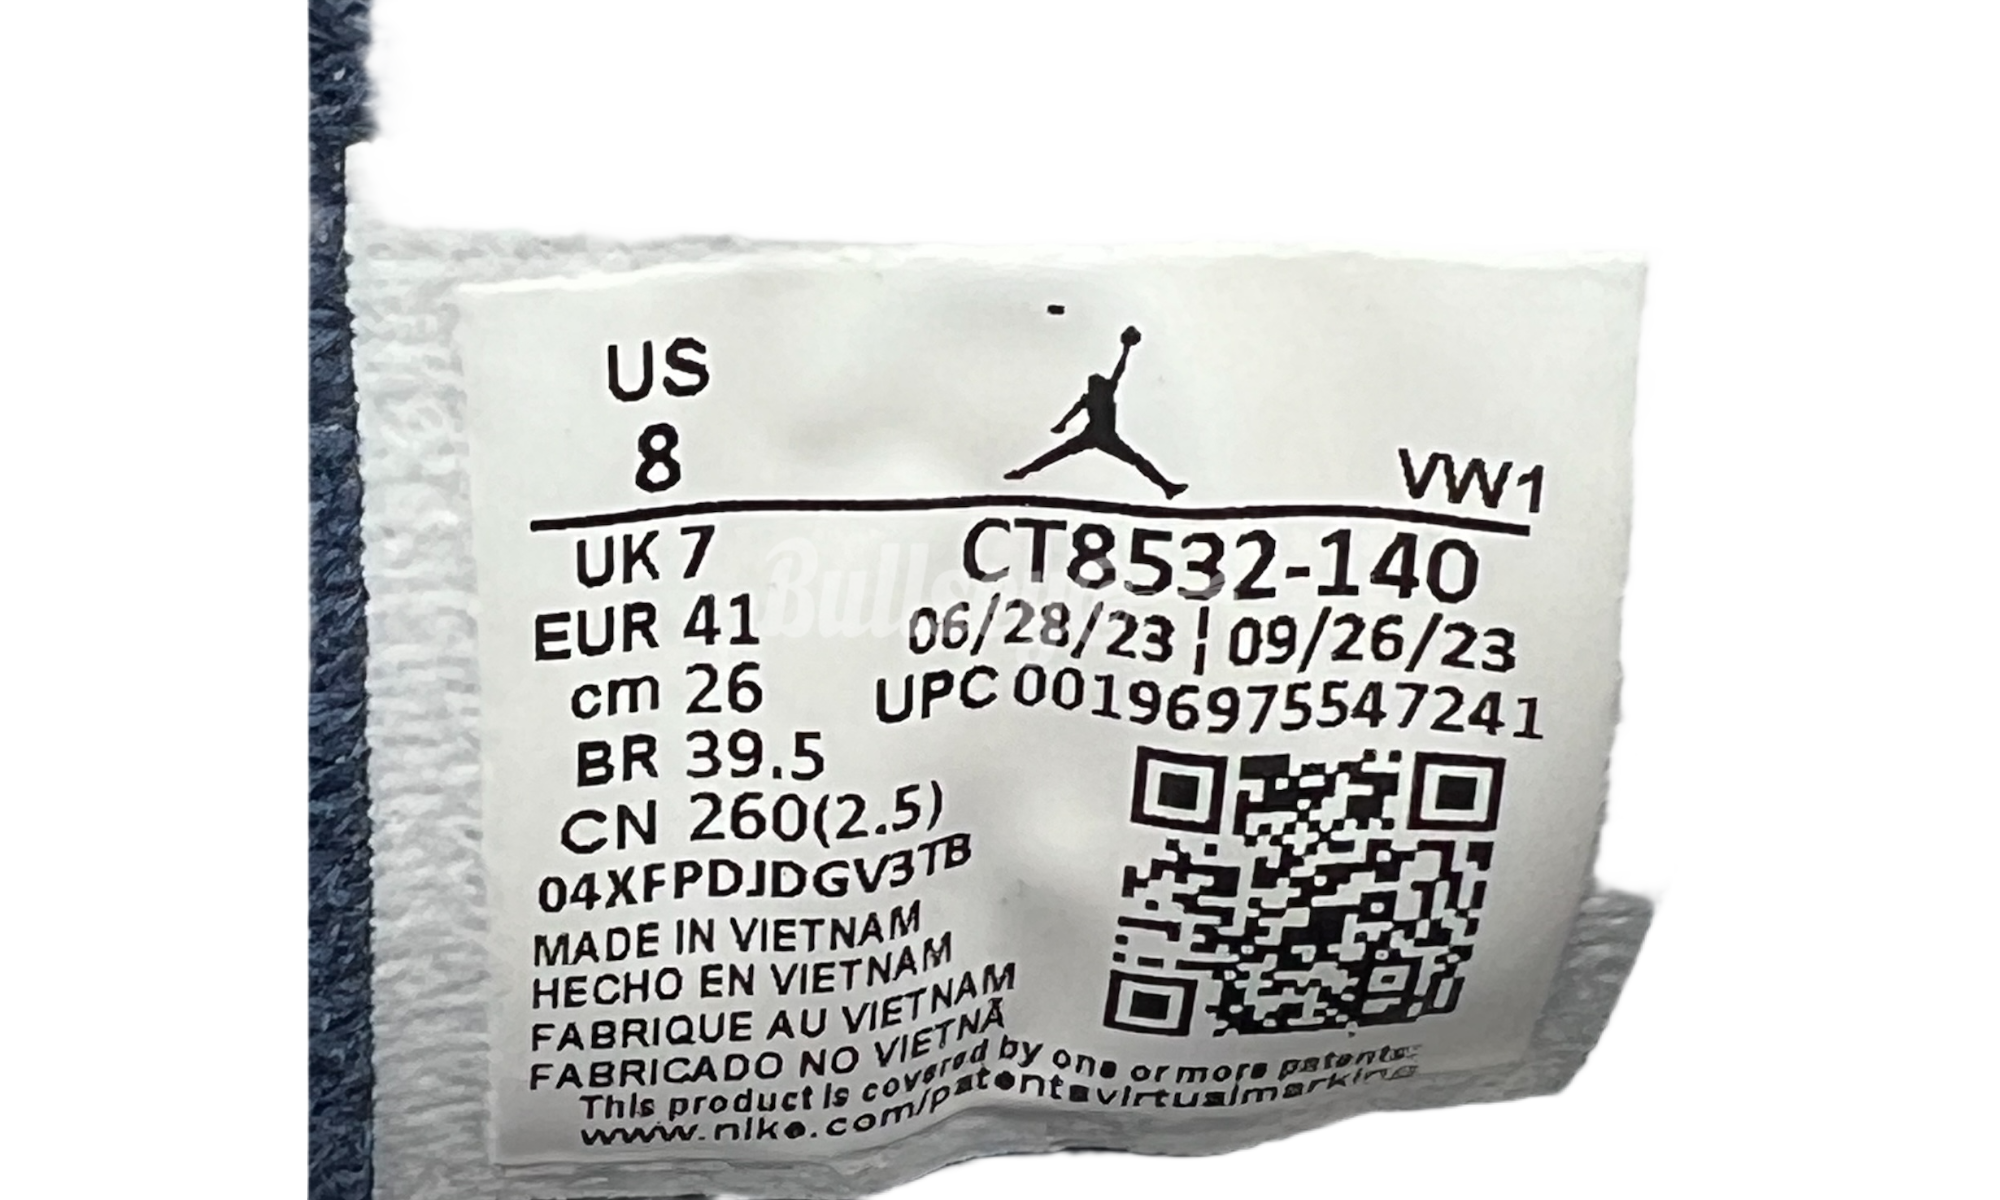 US
8
VW1
UK 7
CT8532-140
EUR 41
06/28/23 ¦ 09/26/23
cm 26
UPC 00196975547241
BR 39.5
CN 260(2.5)
04XFPDJDGV3TB
MADE IN VIETNAM
HECHO EN VIETNAM
FABRIQUE AU VIETNAM
FABRICADO NO VIETNÃ
This product is covered by one or more patents
www.nike.com/patentsvirtualmarking